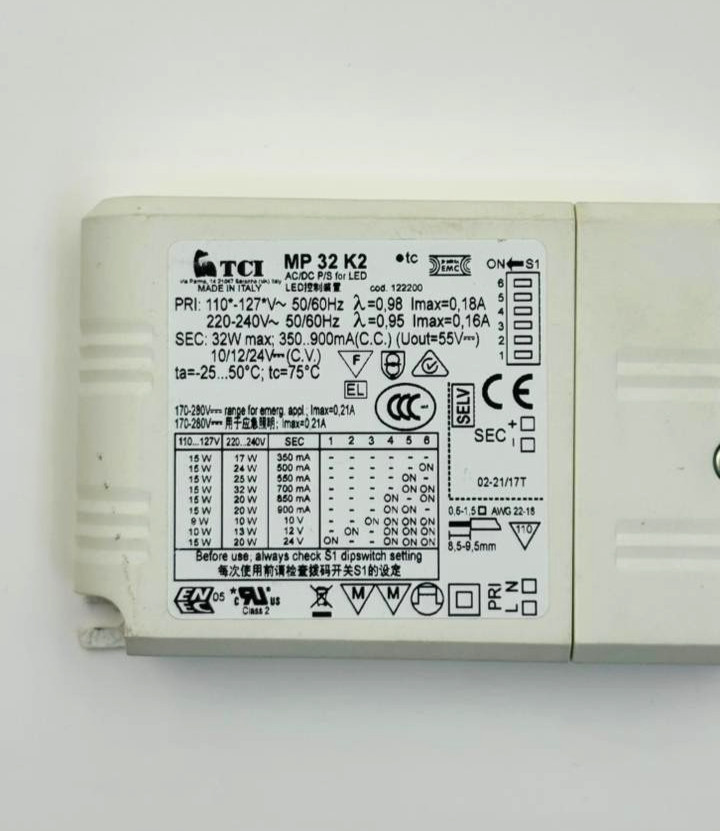 TCI
MADE IN ITALY
MP 32 K2
AC/DC P/S for LED
LED控制装置 cod. 122200
tc
EMC
ON S1
6
5
4
3
2
1
PRI: 110*-127*V~ 50/60Hz λ=0,98 Imax=0,18A
220-240V~ 50/60Hz λ=0,95 Imax=0,16A
SEC: 32W max; 350..900mA(C.C.) (Uout=55V⎓)
10/12/24V⎓(C.V.)
ta=-25...50°C; tc=75°C
F
EL
CCC
CE
SELV
SEC + -
170-280V⎓ range for emerg. appl.; Imax=0,21A
170-280V⎓ 用于应急照明; Imax=0.21A
110...127V 220...240V SEC 1 2 3 4 5 6
15 W 17 W 350 mA - - - - - -
15 W 24 W 500 mA - - - - - ON
15 W 25 W 550 mA - - - - ON -
15 W 32 W 700 mA - - - - ON ON
15 W 20 W 850 mA - - - ON - ON
15 W 20 W 900 mA - - - ON ON -
10 W 10 V - - ON ON ON ON
10 W 13 W 12 V - ON - ON ON ON
15 W 20 W 24 V ON - - ON ON ON
02-21/17T
0,5-1,5 AWG 22-16
8,5-9,5mm
110
Before use, always check S1 dipswitch setting
每次使用前请检查拨码开关S1的设定
ENEC 05
c RU us
Class 2
M
M
PRI
L N